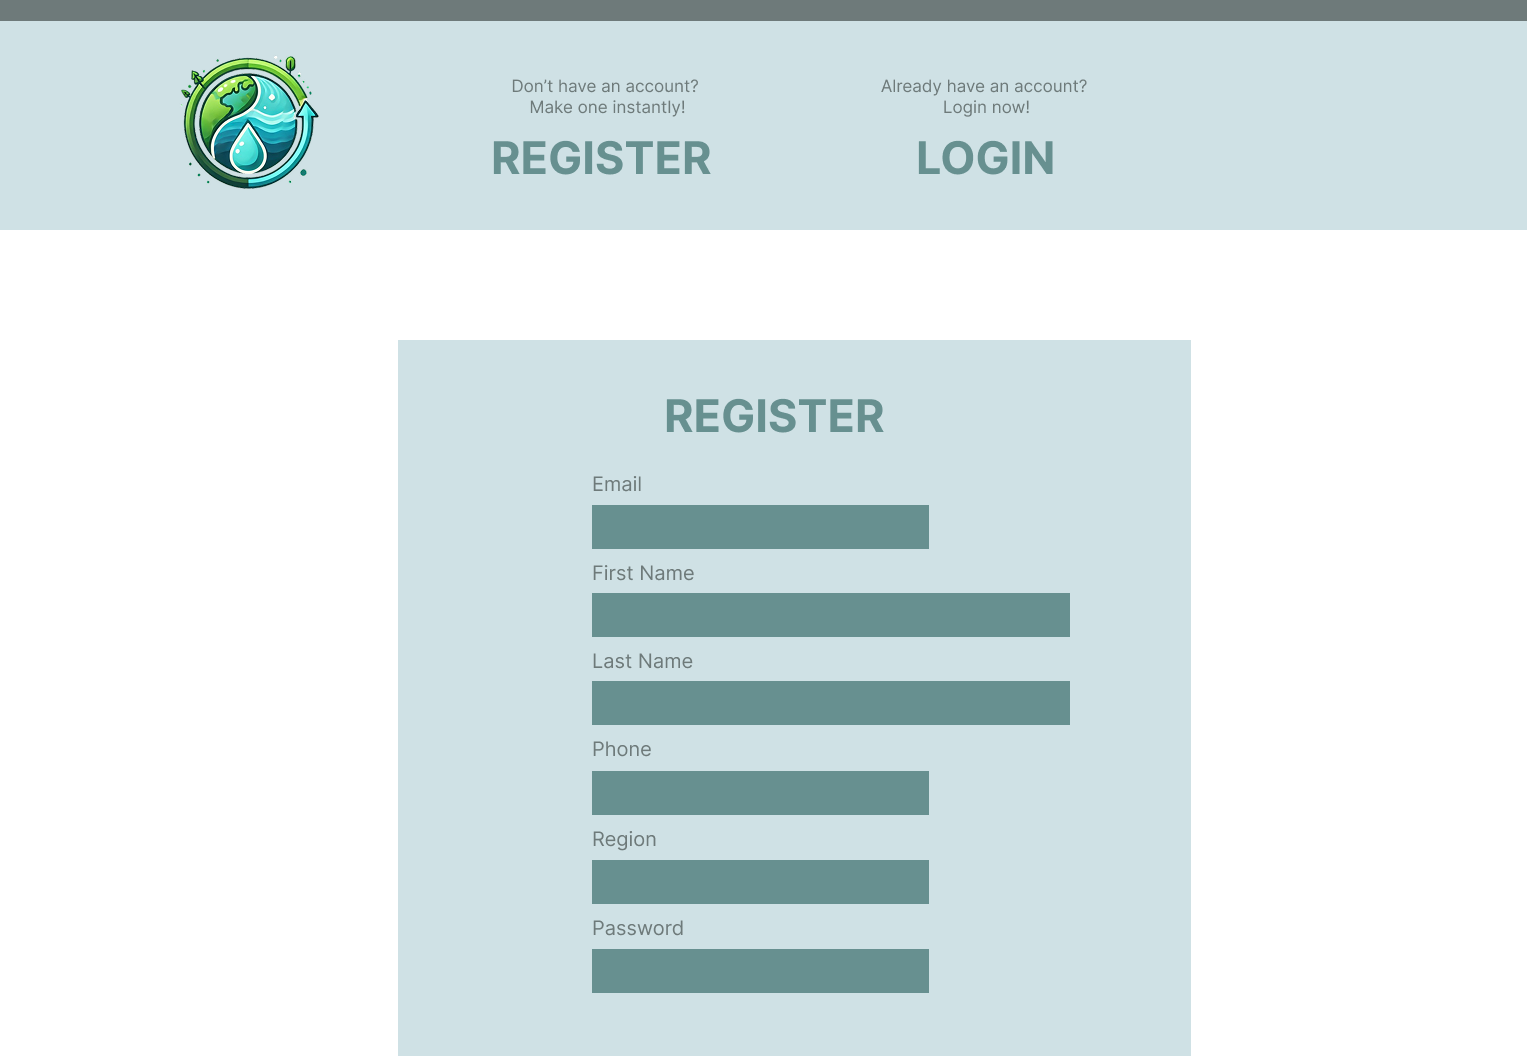 Don’t have an account?
Make one instantly!
REGISTER
Already have an account?
Login now!
LOGIN
REGISTER
Email
First Name
Last Name
Phone
Region
Password